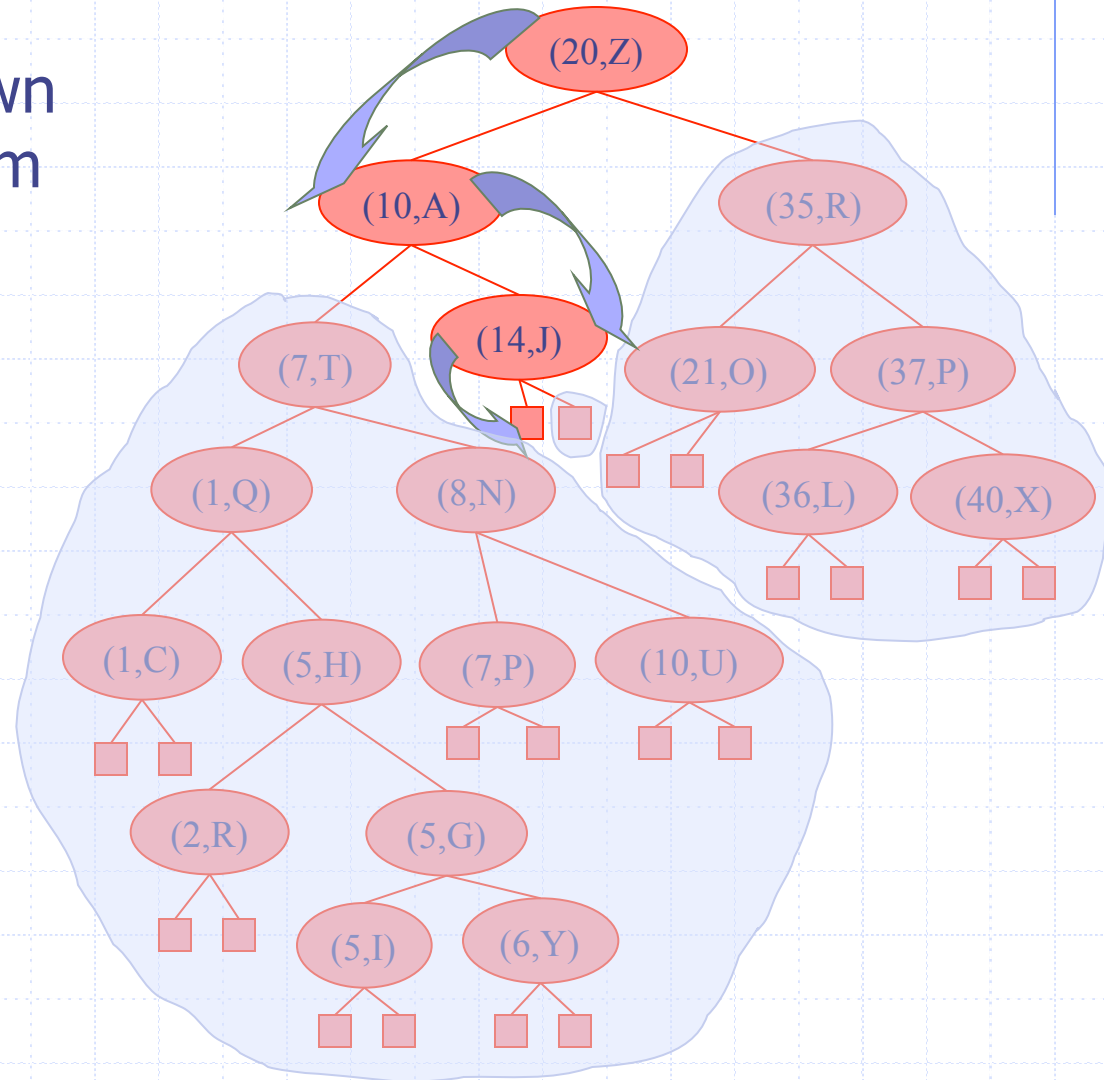 wn
m
(20,Z)
(10,A)
(35,R)
(14,J)
(7,T)
(21,O)
(37,P)
(1,Q)
(8,N)
(36,L)
(40,X)
(1,C)
(5,H)
(7,P)
(10,U)
(2,R)
(5,G)
(5,I)
(6,Y)